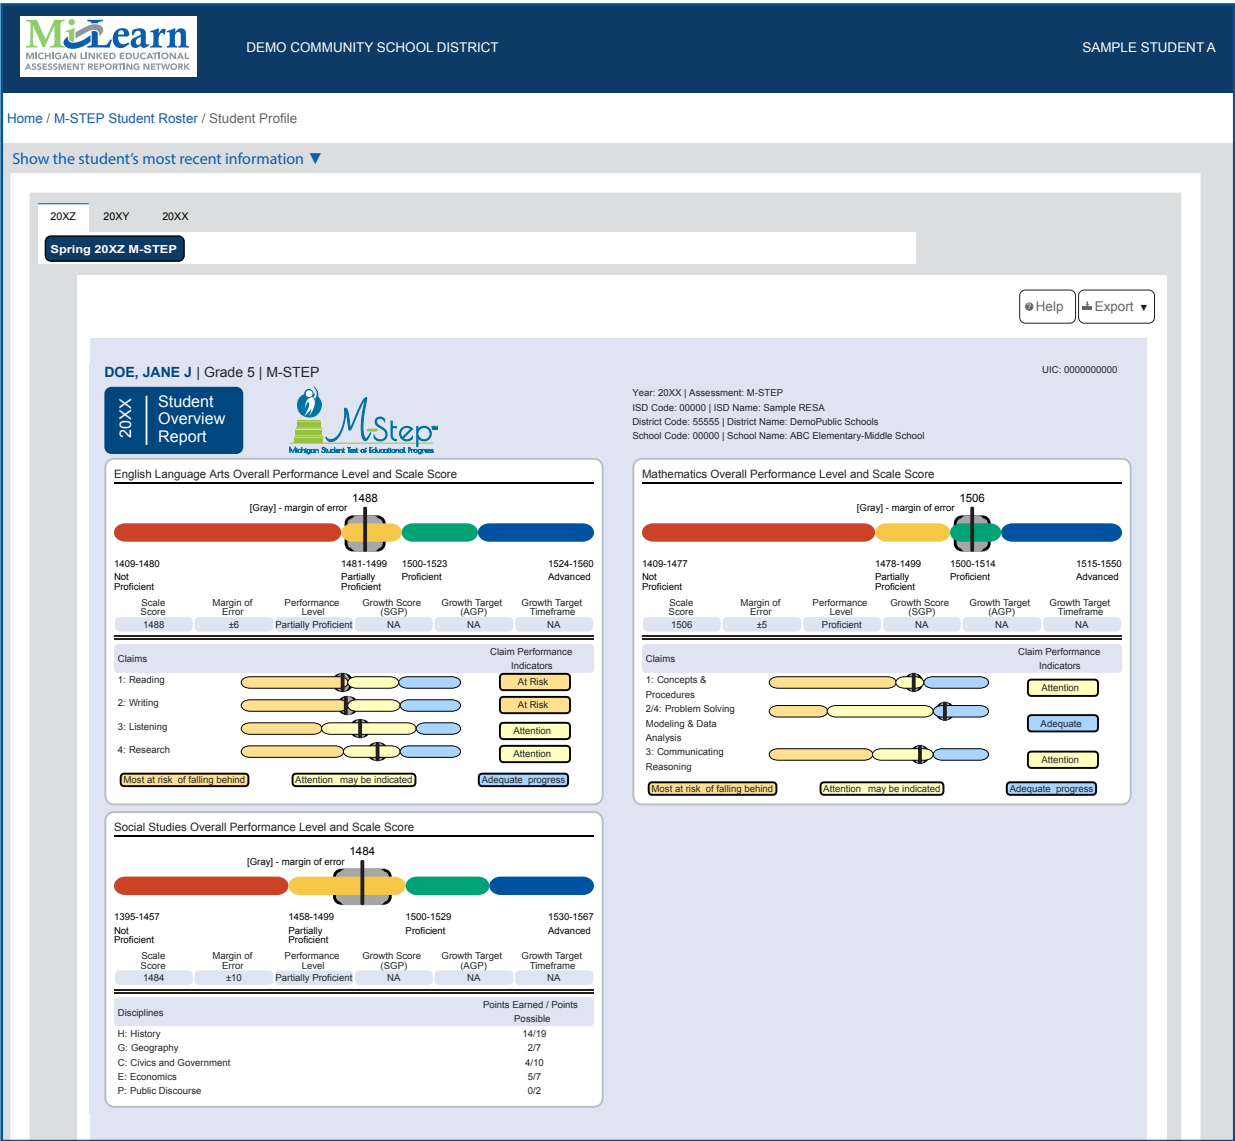 MiLearn
MICHIGAN LINKED EDUCATIONAL
ASSESSMENT REPORTING NETWORK
DEMO COMMUNITY SCHOOL DISTRICT
SAMPLE STUDENT A
Home / M-STEP Student Roster / Student Profile
Show the student's most recent information ▼
20XZ 20XY 20XX
Spring 20XZ M-STEP
Help
Export ▼
DOE, JANE J | Grade 5 | M-STEP
UIC: 0000000000
20XX
Student
Overview
Report
M-Step
Michigan Student Test of Educational Progress
Year: 20XX | Assessment: M-STEP
ISD Code: 00000 | ISD Name: Sample RESA
District Code: 55555 | District Name: DemoPublic Schools
School Code: 00000 | School Name: ABC Elementary-Middle School
English Language Arts Overall Performance Level and Scale Score
1488
[Gray] - margin of error
1409-1480 1481-1499 1500-1523 1524-1560
Not Proficient Partially Proficient Proficient Advanced
Scale Score Margin of Error Performance Level Growth Score (SGP) Growth Target (AGP) Growth Target Timeframe
1488 ±6 Partially Proficient NA NA NA
Claims Claim Performance Indicators
1: Reading At Risk
2: Writing At Risk
3: Listening Attention
4: Research Attention
Most at risk of falling behind Attention may be indicated Adequate progress
Mathematics Overall Performance Level and Scale Score
1506
[Gray] - margin of error
1409-1477 1478-1499 1500-1514 1515-1550
Not Proficient Partially Proficient Proficient Advanced
Scale Score Margin of Error Performance Level Growth Score (SGP) Growth Target (AGP) Growth Target Timeframe
1506 ±5 Proficient NA NA NA
Claims Claim Performance Indicators
1: Concepts & Procedures Attention
2/4: Problem Solving Modeling & Data Analysis Adequate
3: Communicating Reasoning Attention
Most at risk of falling behind Attention may be indicated Adequate progress
Social Studies Overall Performance Level and Scale Score
1484
[Gray] - margin of error
1395-1457 1458-1499 1500-1529 1530-1567
Not Proficient Partially Proficient Proficient Advanced
Scale Score Margin of Error Performance Level Growth Score (SGP) Growth Target (AGP) Growth Target Timeframe
1484 ±10 Partially Proficient NA NA NA
Disciplines Points Earned / Points Possible
H: History 14/19
G: Geography 2/7
C: Civics and Government 4/10
E: Economics 5/7
P: Public Discourse 0/2